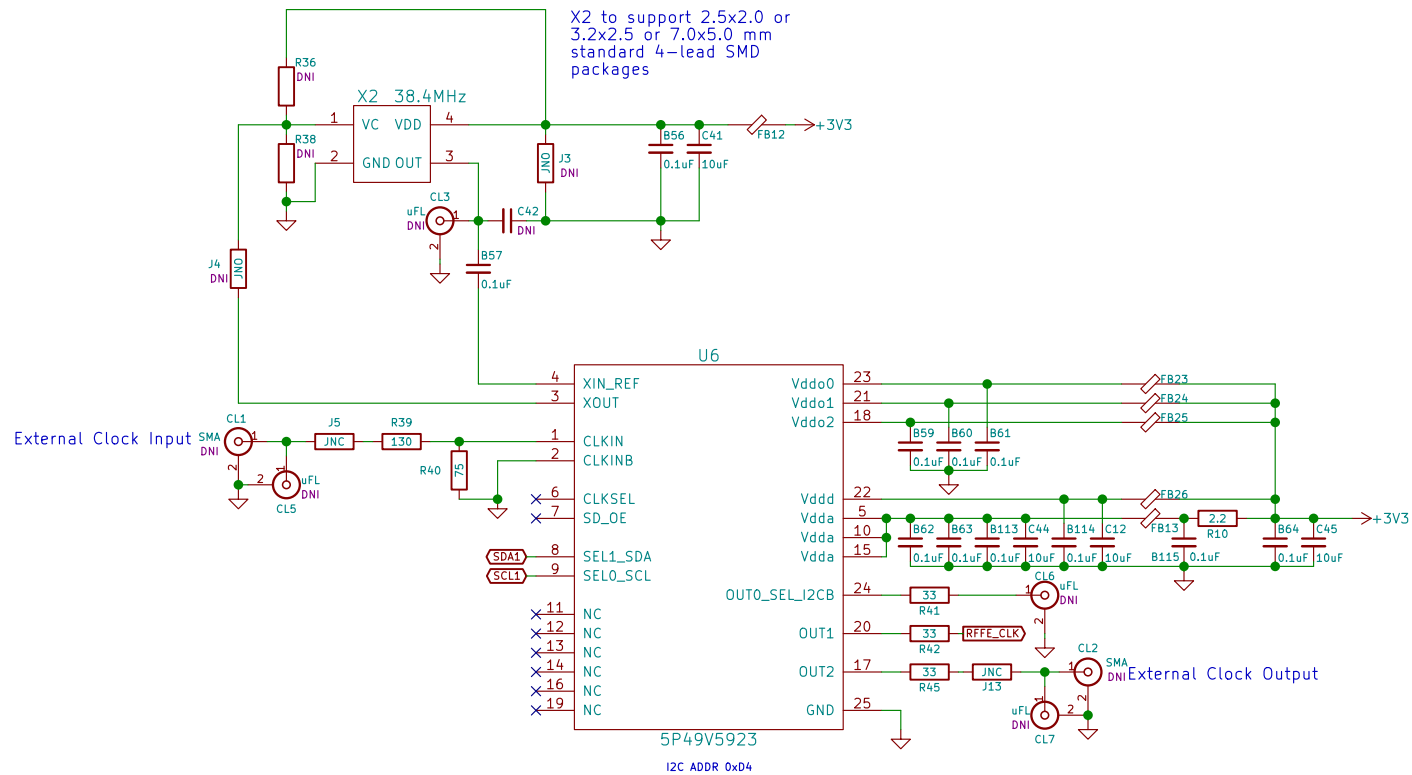 X2 to support 2.5x2.0 or
3.2x2.5 or 7.0x5.0 mm
standard 4-lead SMD
packages
R36
DNI
X2 38.4MHz
1 VC VDD 4
2 GND OUT 3
R38
DNI
B56
0.1uF
C41
10uF
FB12
+3V3
JNO
J3
DNI
CL3
uFL
DNI
1
2
C42
DNI
J4
DNI
JNO
B57
0.1uF
U6
4 XIN_REF
3 XOUT
1 CLKIN
2 CLKINB
6 CLKSEL
7 SD_OE
8 SEL1_SDA
9 SEL0_SCL
11 NC
12 NC
13 NC
14 NC
16 NC
19 NC
Vddo0 23
Vddo1 21
Vddo2 18
Vddd 22
Vdda 5
Vdda 10
Vdda 15
OUT0_SEL_I2CB 24
OUT1 20
OUT2 17
GND 25
5P49V5923
I2C ADDR 0xD4
External Clock Input
CL1
SMA
DNI
1
2
2
1
uFL
DNI
CL5
J5
JNC
R39
130
R40
75
SDA1
SCL1
FB23
FB24
FB25
B59
0.1uF
B60
0.1uF
B61
0.1uF
FB26
FB13
2.2
R10
+3V3
B62
0.1uF
B63
0.1uF
B113
0.1uF
C44
10uF
B114
0.1uF
C12
10uF
B115
0.1uF
B64
0.1uF
C45
10uF
33
R41
CL6
uFL
DNI
1
2
33
R42
RFFE_CLK
33
R45
JNC
J13
CL2
SMA
DNI
1
2
External Clock Output
uFL
DNI
1
2
CL7